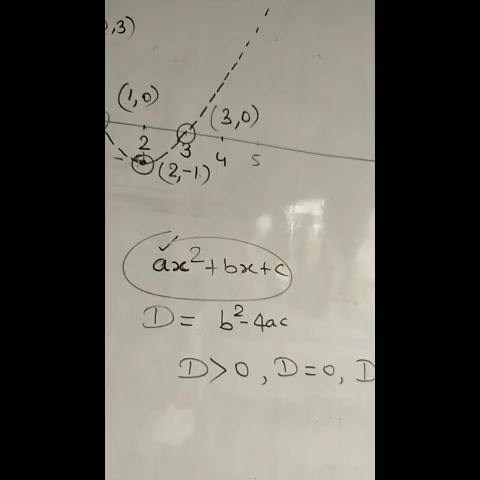 ,3)
(1,0)
(3,0)
2 3 4 5
(2,-1)
ax²+bx+c
D = b²-4ac
D>0, D=0, D